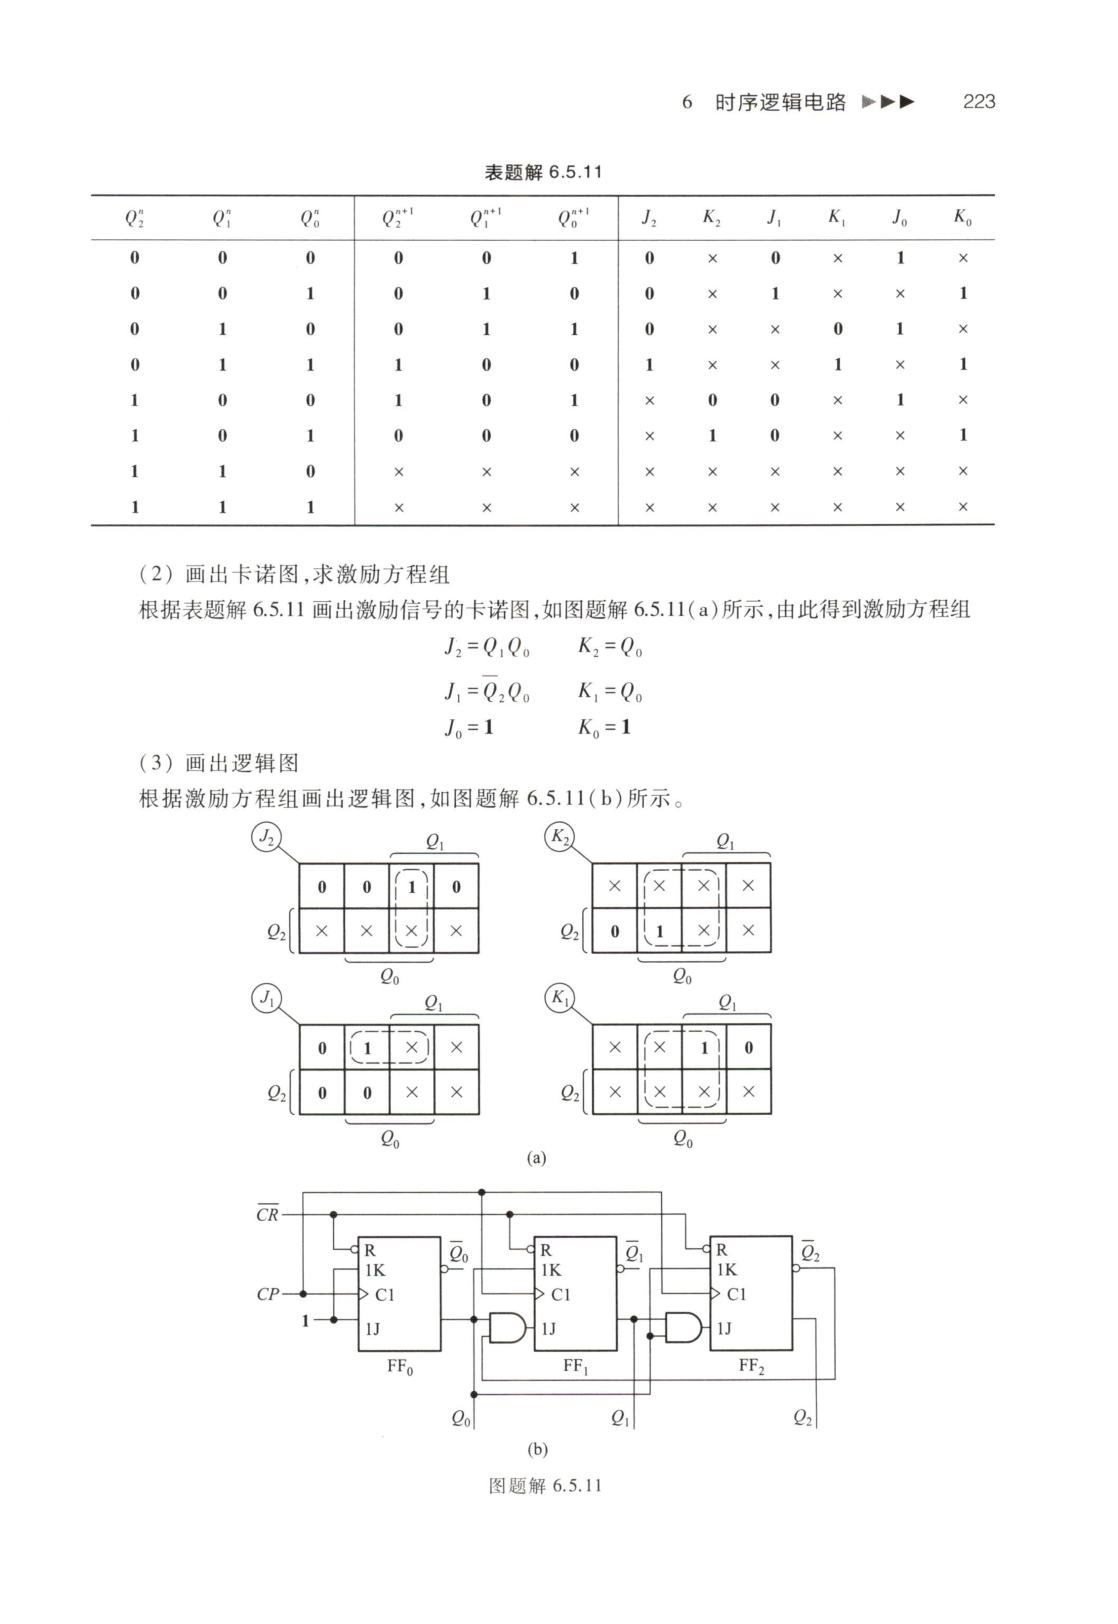 6 时序逻辑电路 ▶▶▶ 223
表题解 6.5.11
Q₂ⁿ Q₁ⁿ Q₀ⁿ Q₂ⁿ⁺¹ Q₁ⁿ⁺¹ Q₀ⁿ⁺¹ J₂ K₂ J₁ K₁ J₀ K₀
0 0 0 0 0 1 0 × 0 × 1 ×
0 0 1 0 1 0 0 × 1 × × 1
0 1 0 0 1 1 0 × × 0 1 ×
0 1 1 1 0 0 1 × × 1 × 1
1 0 0 1 0 1 × 0 0 × 1 ×
1 0 1 0 0 0 × 1 0 × × 1
1 1 0 × × × × × × × × ×
1 1 1 × × × × × × × × ×
(2) 画出卡诺图,求激励方程组
根据表题解 6.5.11 画出激励信号的卡诺图,如图题解 6.5.11(a)所示,由此得到激励方程组
J₂=Q₁Q₀ K₂=Q₀
J₁=Q̅₂Q₀ K₁=Q₀
J₀=1 K₀=1
(3) 画出逻辑图
根据激励方程组画出逻辑图,如图题解 6.5.11(b)所示。
J₂ Q₁ K₂ Q₁
0 0 1 0 × × × ×
Q₂ × × × × Q₂ 0 1 × ×
Q₀ Q₀
J₁ Q₁ K₁ Q₁
0 1 × × × × 1 0
Q₂ 0 0 × × Q₂ × × × ×
Q₀ Q₀
(a)
C̅R̅
R Q̅₀ R Q̅₁ R Q̅₂
1K 1K 1K
CP C1 C1 C1
1 1J 1J 1J
FF₀ FF₁ FF₂
Q₀ Q₁ Q₂
(b)
图题解 6.5.11